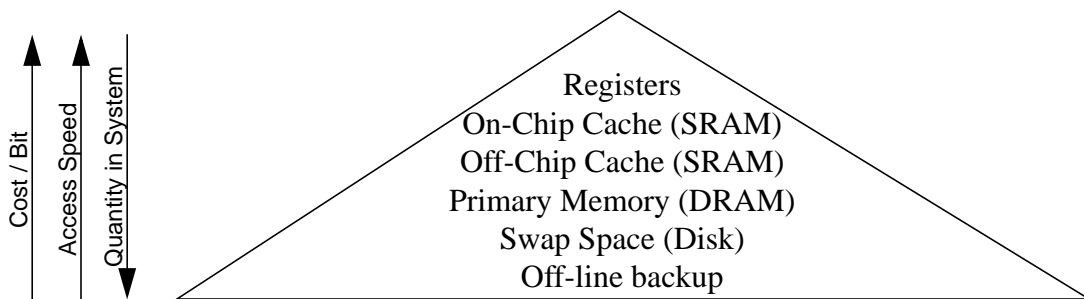 Cost / Bit
Access Speed
Quantity in System
Registers
On-Chip Cache (SRAM)
Off-Chip Cache (SRAM)
Primary Memory (DRAM)
Swap Space (Disk)
Off-line backup